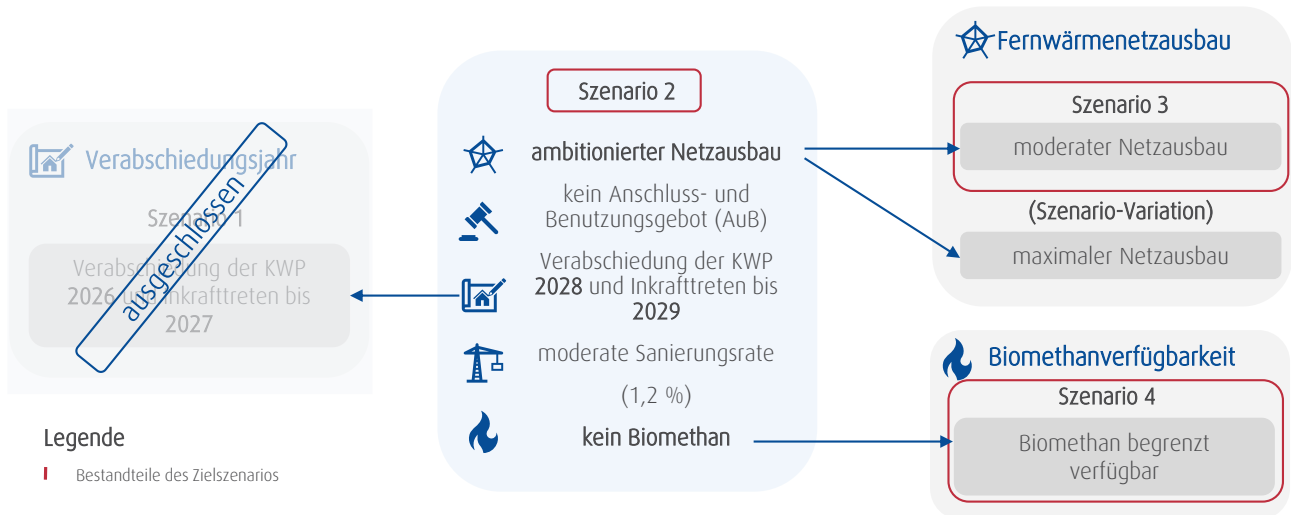 Verabschiedungsjahr
Szenario 1
Verabschiedung der KWP
2026 und Inkrafttreten bis
2027
ausgeschlossen
Legende
Bestandteile des Zielszenarios
Szenario 2
ambitionierter Netzausbau
kein Anschluss- und
Benutzungsgebot (AuB)
Verabschiedung der KWP
2028 und Inkrafttreten bis
2029
moderate Sanierungsrate
(1,2 %)
kein Biomethan
Fernwärmenetzausbau
Szenario 3
moderater Netzausbau
(Szenario-Variation)
maximaler Netzausbau
Biomethanverfügbarkeit
Szenario 4
Biomethan begrenzt
verfügbar